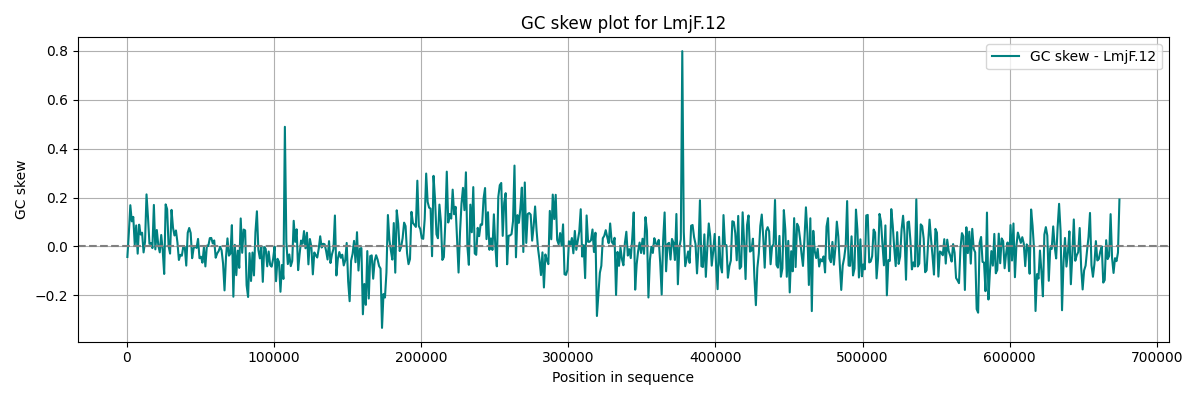 GC skew plot for LmjF.12
GC skew - LmjF.12
0.8
0.6
0.4
0.2
0.0
−0.2
GC skew
0 100000 200000 300000 400000 500000 600000 700000
Position in sequence